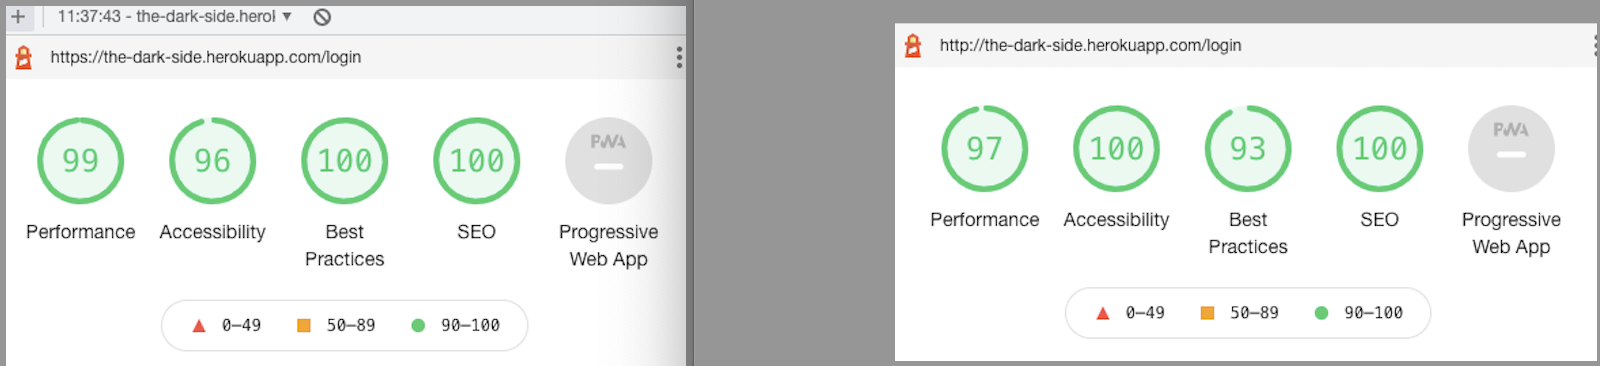 11:37:43 - the-dark-side.herol
https://the-dark-side.herokuapp.com/login
99 96 100 100 PWA
Performance Accessibility Best Practices SEO Progressive Web App
0–49 50–89 90–100
http://the-dark-side.herokuapp.com/login
97 100 93 100 PWA
Performance Accessibility Best Practices SEO Progressive Web App
0–49 50–89 90–100